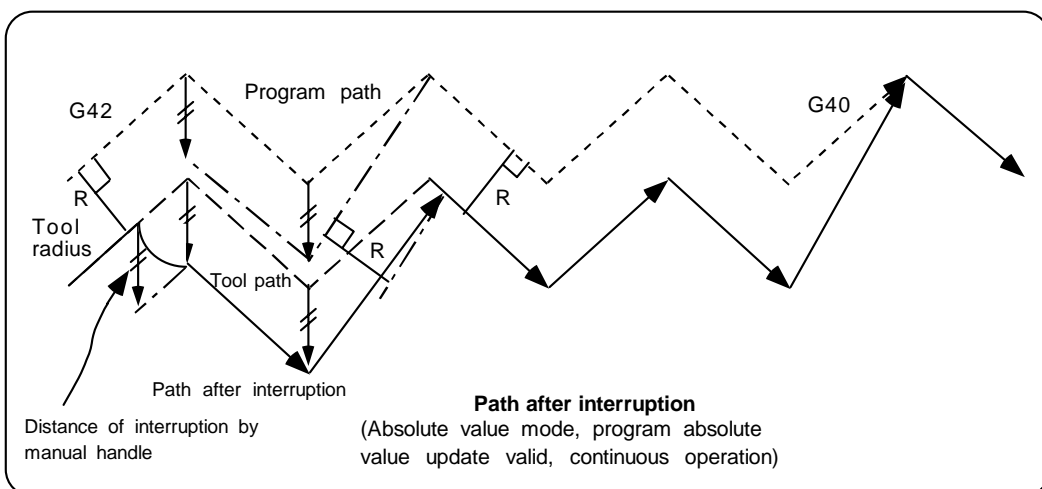 G42
Program path
G40
R
R
Tool
radius
R
Tool path
Path after interruption
Distance of interruption by
manual handle
Path after interruption
(Absolute value mode, program absolute
value update valid, continuous operation)